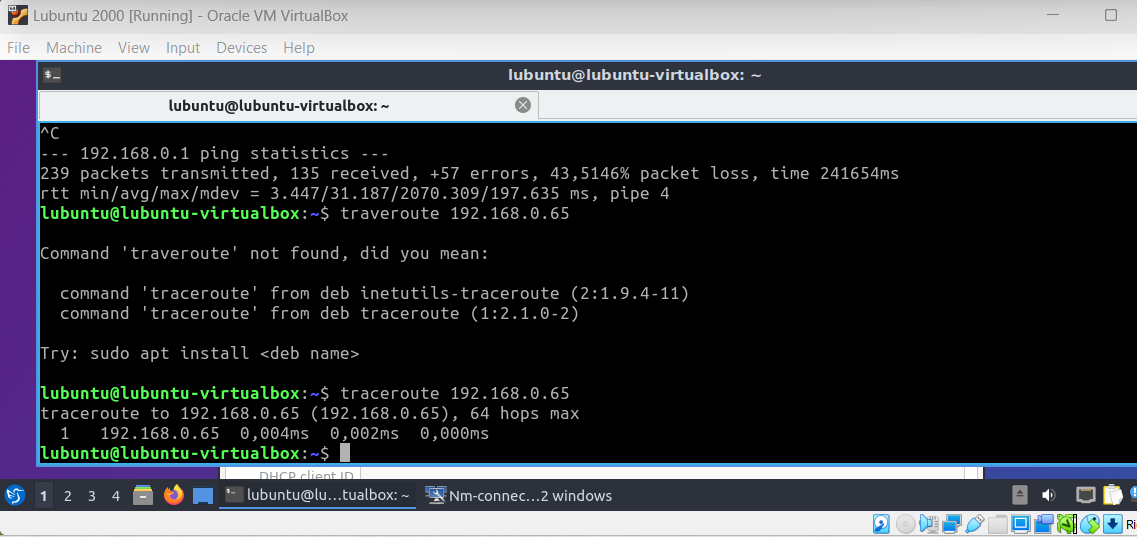 Lubuntu 2000 [Running] - Oracle VM VirtualBox
File Machine View Input Devices Help
lubuntu@lubuntu-virtualbox: ~
lubuntu@lubuntu-virtualbox: ~
^C
--- 192.168.0.1 ping statistics ---
239 packets transmitted, 135 received, +57 errors, 43,5146% packet loss, time 241654ms
rtt min/avg/max/mdev = 3.447/31.187/2070.309/197.635 ms, pipe 4
lubuntu@lubuntu-virtualbox:~$ traveroute 192.168.0.65
Command 'traveroute' not found, did you mean:
command 'traceroute' from deb inetutils-traceroute (2:1.9.4-11)
command 'traceroute' from deb traceroute (1:2.1.0-2)
Try: sudo apt install <deb name>
lubuntu@lubuntu-virtualbox:~$ traceroute 192.168.0.65
traceroute to 192.168.0.65 (192.168.0.65), 64 hops max
1 192.168.0.65 0,004ms 0,002ms 0,000ms
lubuntu@lubuntu-virtualbox:~$
DHCP client ID
1 2 3 4 lubuntu@lu…tualbox: ~ Nm-connec…2 windows
Ri